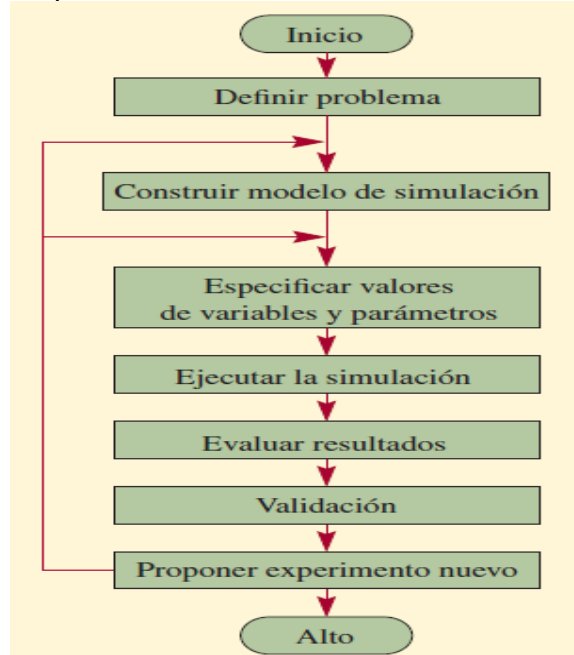 Inicio
Definir problema
Construir modelo de simulación
Especificar valores
de variables y parámetros
Ejecutar la simulación
Evaluar resultados
Validación
Proponer experimento nuevo
Alto